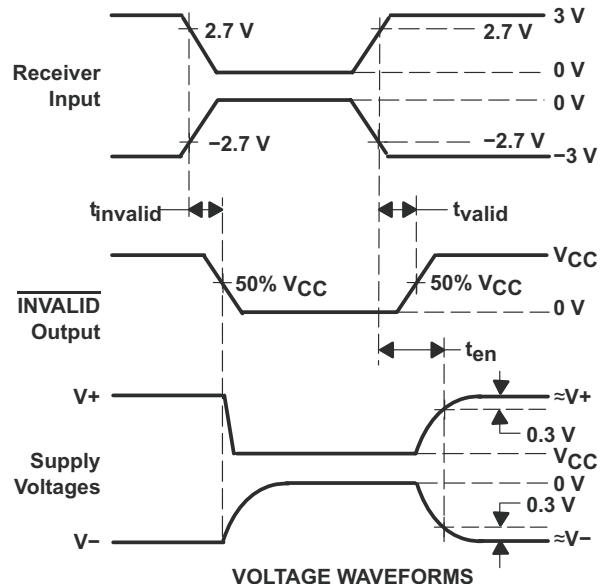 3 V
2.7 V
2.7 V
Receiver
Input
0 V
0 V
−2.7 V
−2.7 V
−3 V
tinvalid
tvalid
VCC
50% VCC
50% VCC
INVALID
Output
0 V
ten
V+
≈V+
0.3 V
Supply
Voltages
VCC
0 V
0.3 V
V−
≈V−
VOLTAGE WAVEFORMS